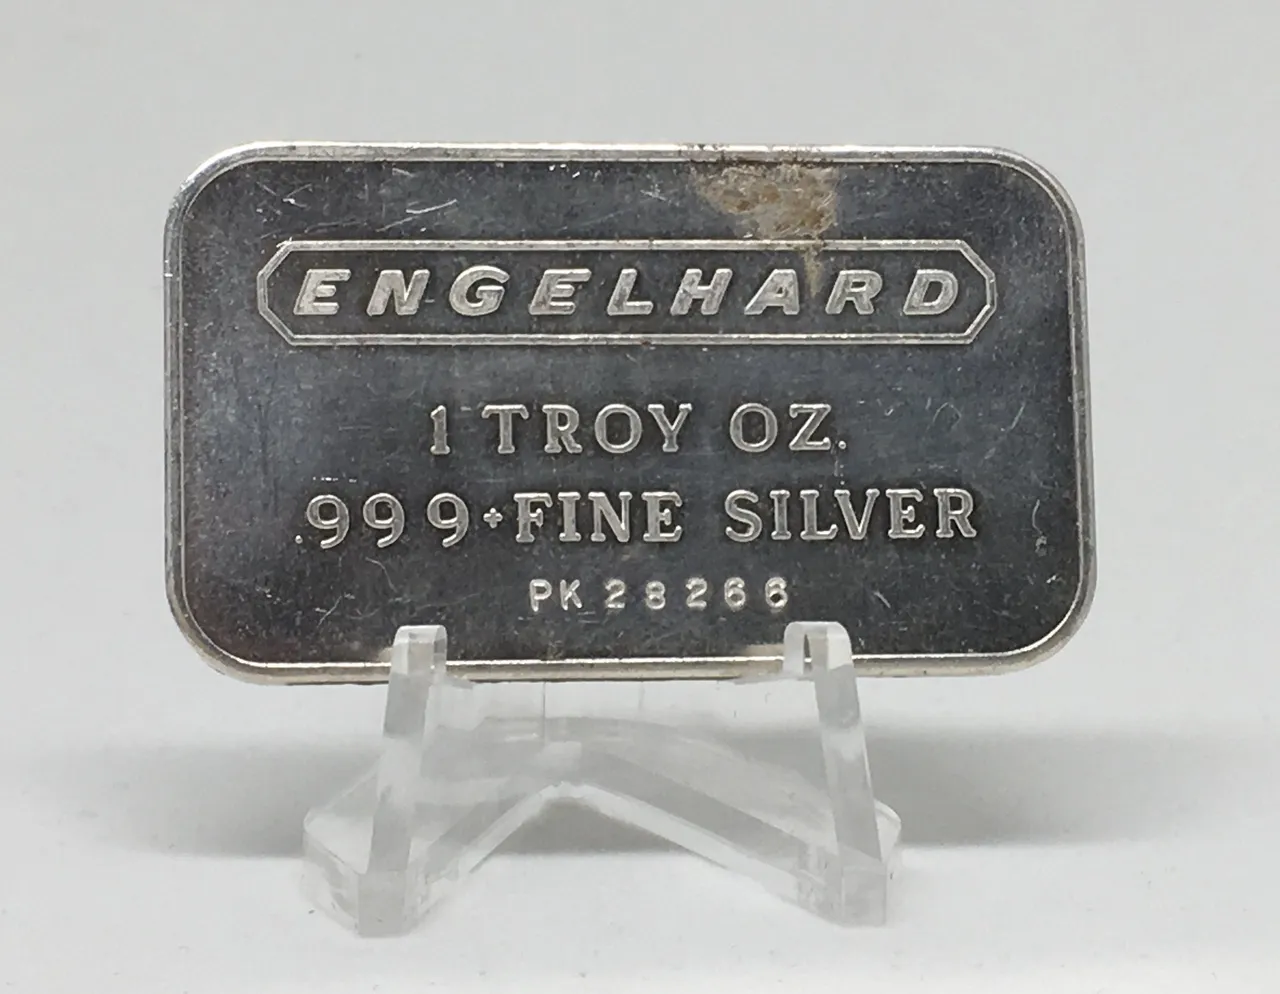 ENGELHARD
1 TROY OZ.
.999+FINE SILVER
PK 28266